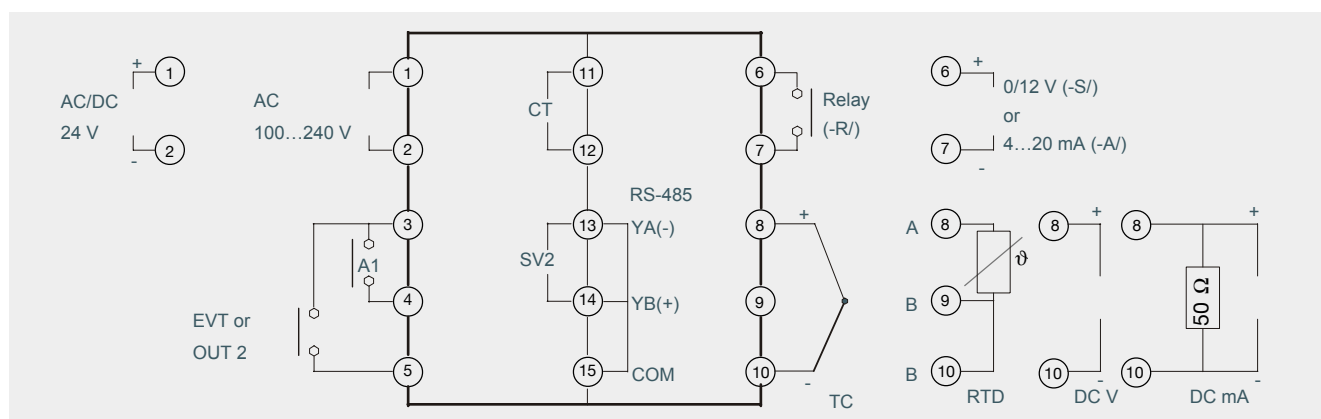 AC/DC
24 V
+
1
-
2
AC
100...240 V
1
2
3
4
5
A1
EVT or
OUT 2
11
CT
12
RS-485
13
YA(-)
SV2
14
YB(+)
15
COM
6
7
Relay
(-R/)
8
+
9
10
-
TC
6
+
0/12 V (-S/)
or
4...20 mA (-A/)
7
-
A
8
ϑ
B
9
B
10
RTD
8
+
10
-
DC V
8
+
50 Ω
10
-
DC mA